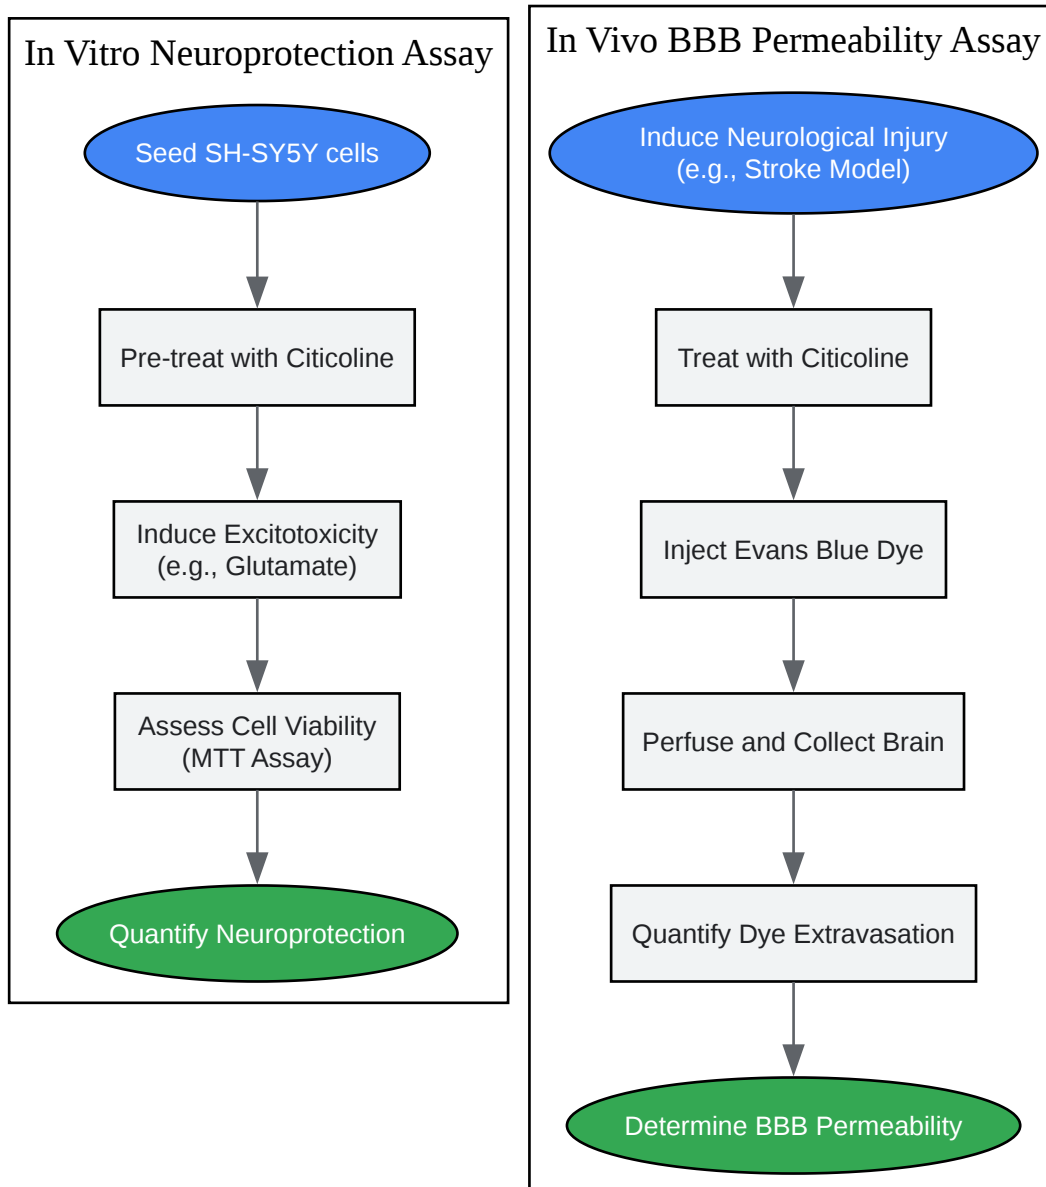 In Vitro Neuroprotection Assay
Seed SH-SY5Y cells
Pre-treat with Citicoline
Induce Excitotoxicity
(e.g., Glutamate)
Assess Cell Viability
(MTT Assay)
Quantify Neuroprotection
In Vivo BBB Permeability Assay
Induce Neurological Injury
(e.g., Stroke Model)
Treat with Citicoline
Inject Evans Blue Dye
Perfuse and Collect Brain
Quantify Dye Extravasation
Determine BBB Permeability